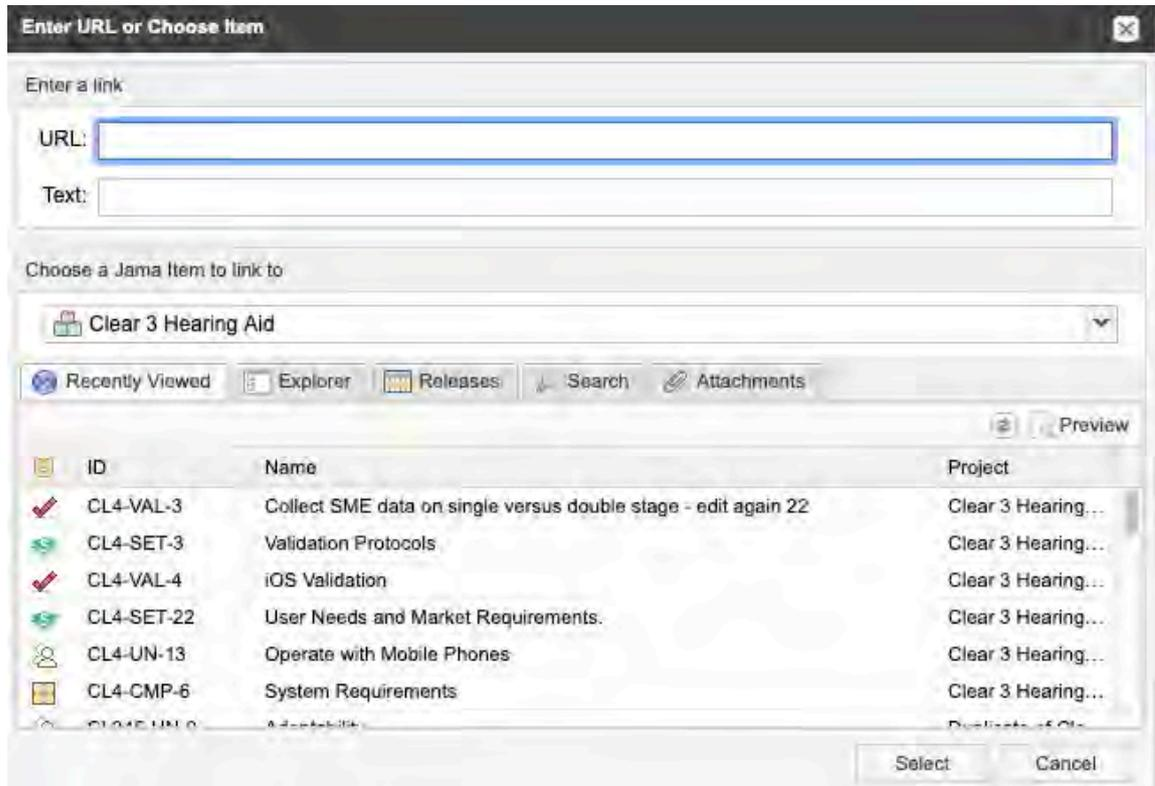 Enter URL or Choose Item
Enter a link
URL:
Text:
Choose a Jama Item to link to
Clear 3 Hearing Aid
Recently Viewed Explorer Releases Search Attachments
Preview
ID Name Project
CL4-VAL-3 Collect SME data on single versus double stage - edit again 22 Clear 3 Hearing...
CL4-SET-3 Validation Protocols Clear 3 Hearing...
CL4-VAL-4 iOS Validation Clear 3 Hearing...
CL4-SET-22 User Needs and Market Requirements. Clear 3 Hearing...
CL4-UN-13 Operate with Mobile Phones Clear 3 Hearing...
CL4-CMP-6 System Requirements Clear 3 Hearing...
Adaptability
Select Cancel